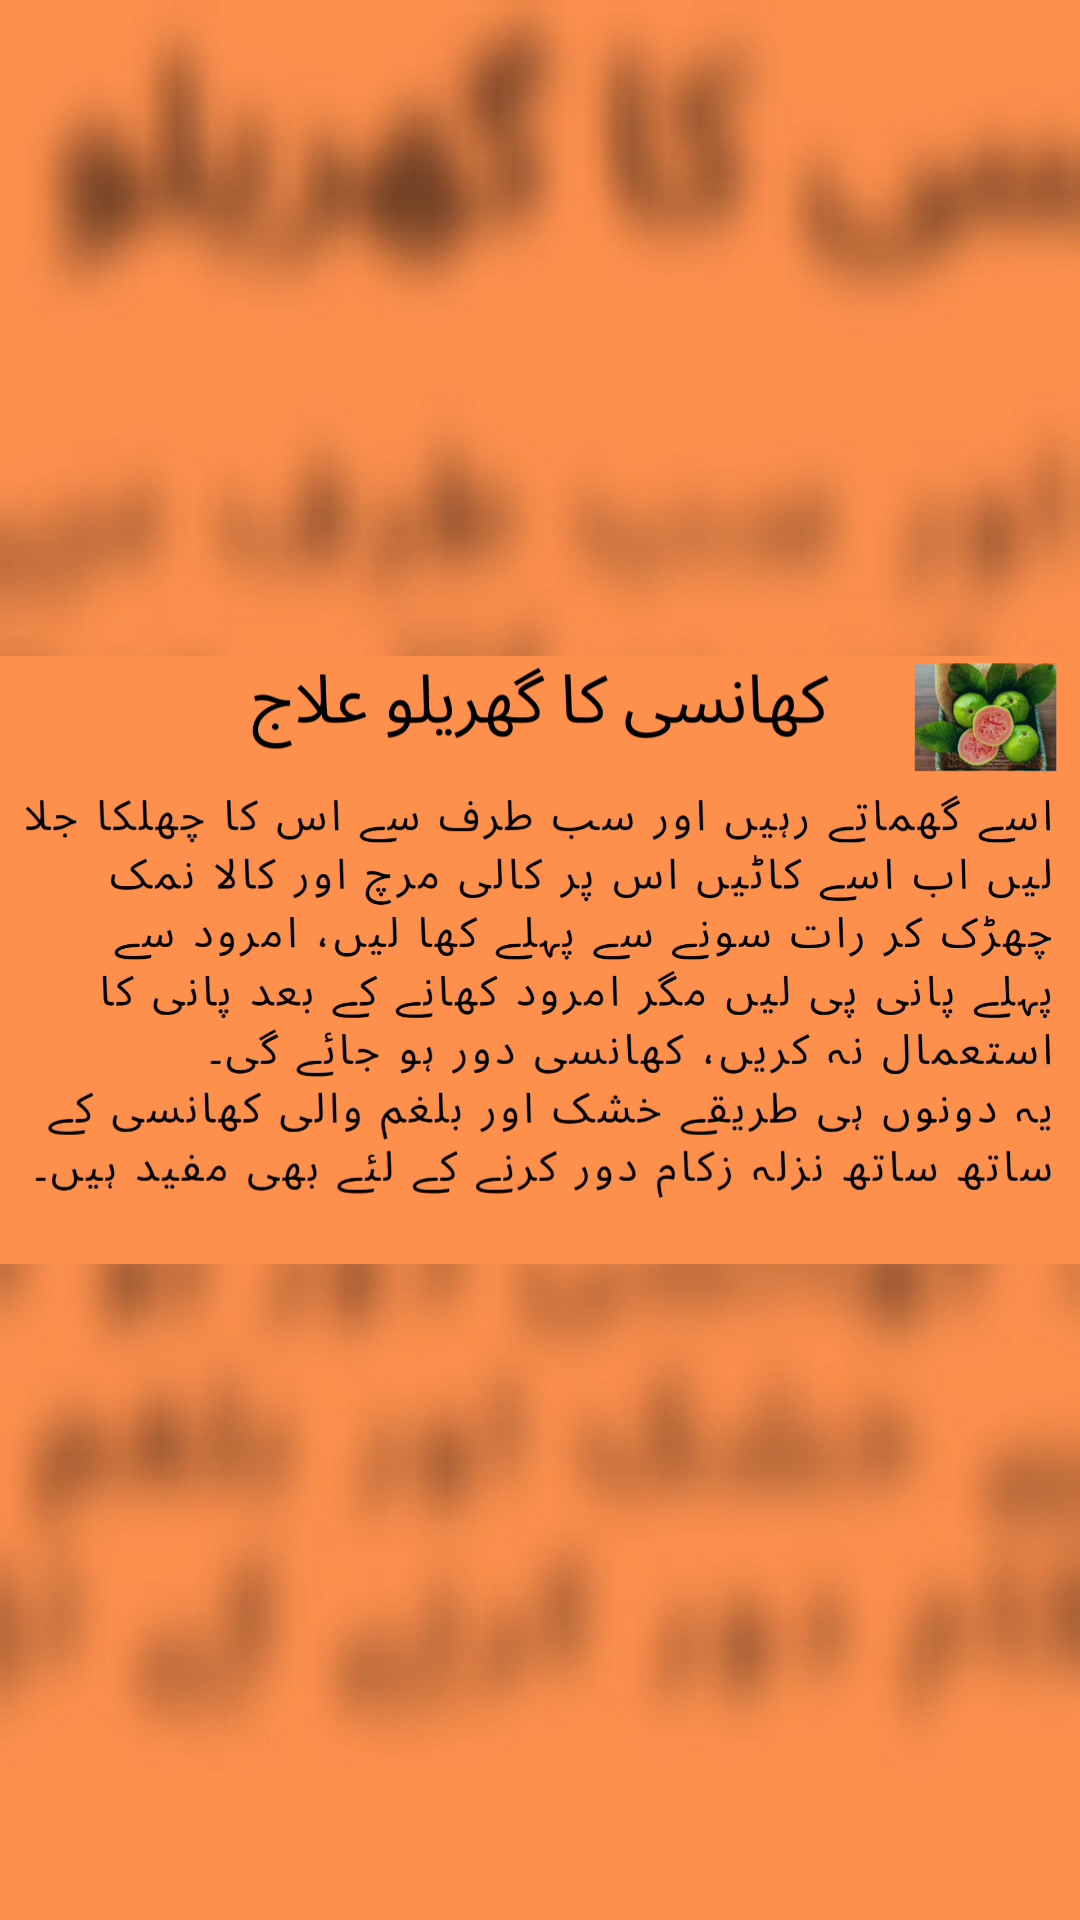 کھانسی کا گھریلو علاج
اسے گھماتے رہیں اور سب طرف سے اس کا چھلکا جلا
لیں اب اسے کاٹیں اس پر کالی مرچ اور کالا نمک
چھڑک کر رات سونے سے پہلے کھا لیں، امرود سے
پہلے پانی پی لیں مگر امرود کھانے کے بعد پانی کا
استعمال نہ کریں، کھانسی دور ہو جائے گی۔
یہ دونوں ہی طریقے خشک اور بلغم والی کھانسی کے
ساتھ ساتھ نزلہ زکام دور کرنے کے لئے بھی مفید ہیں۔